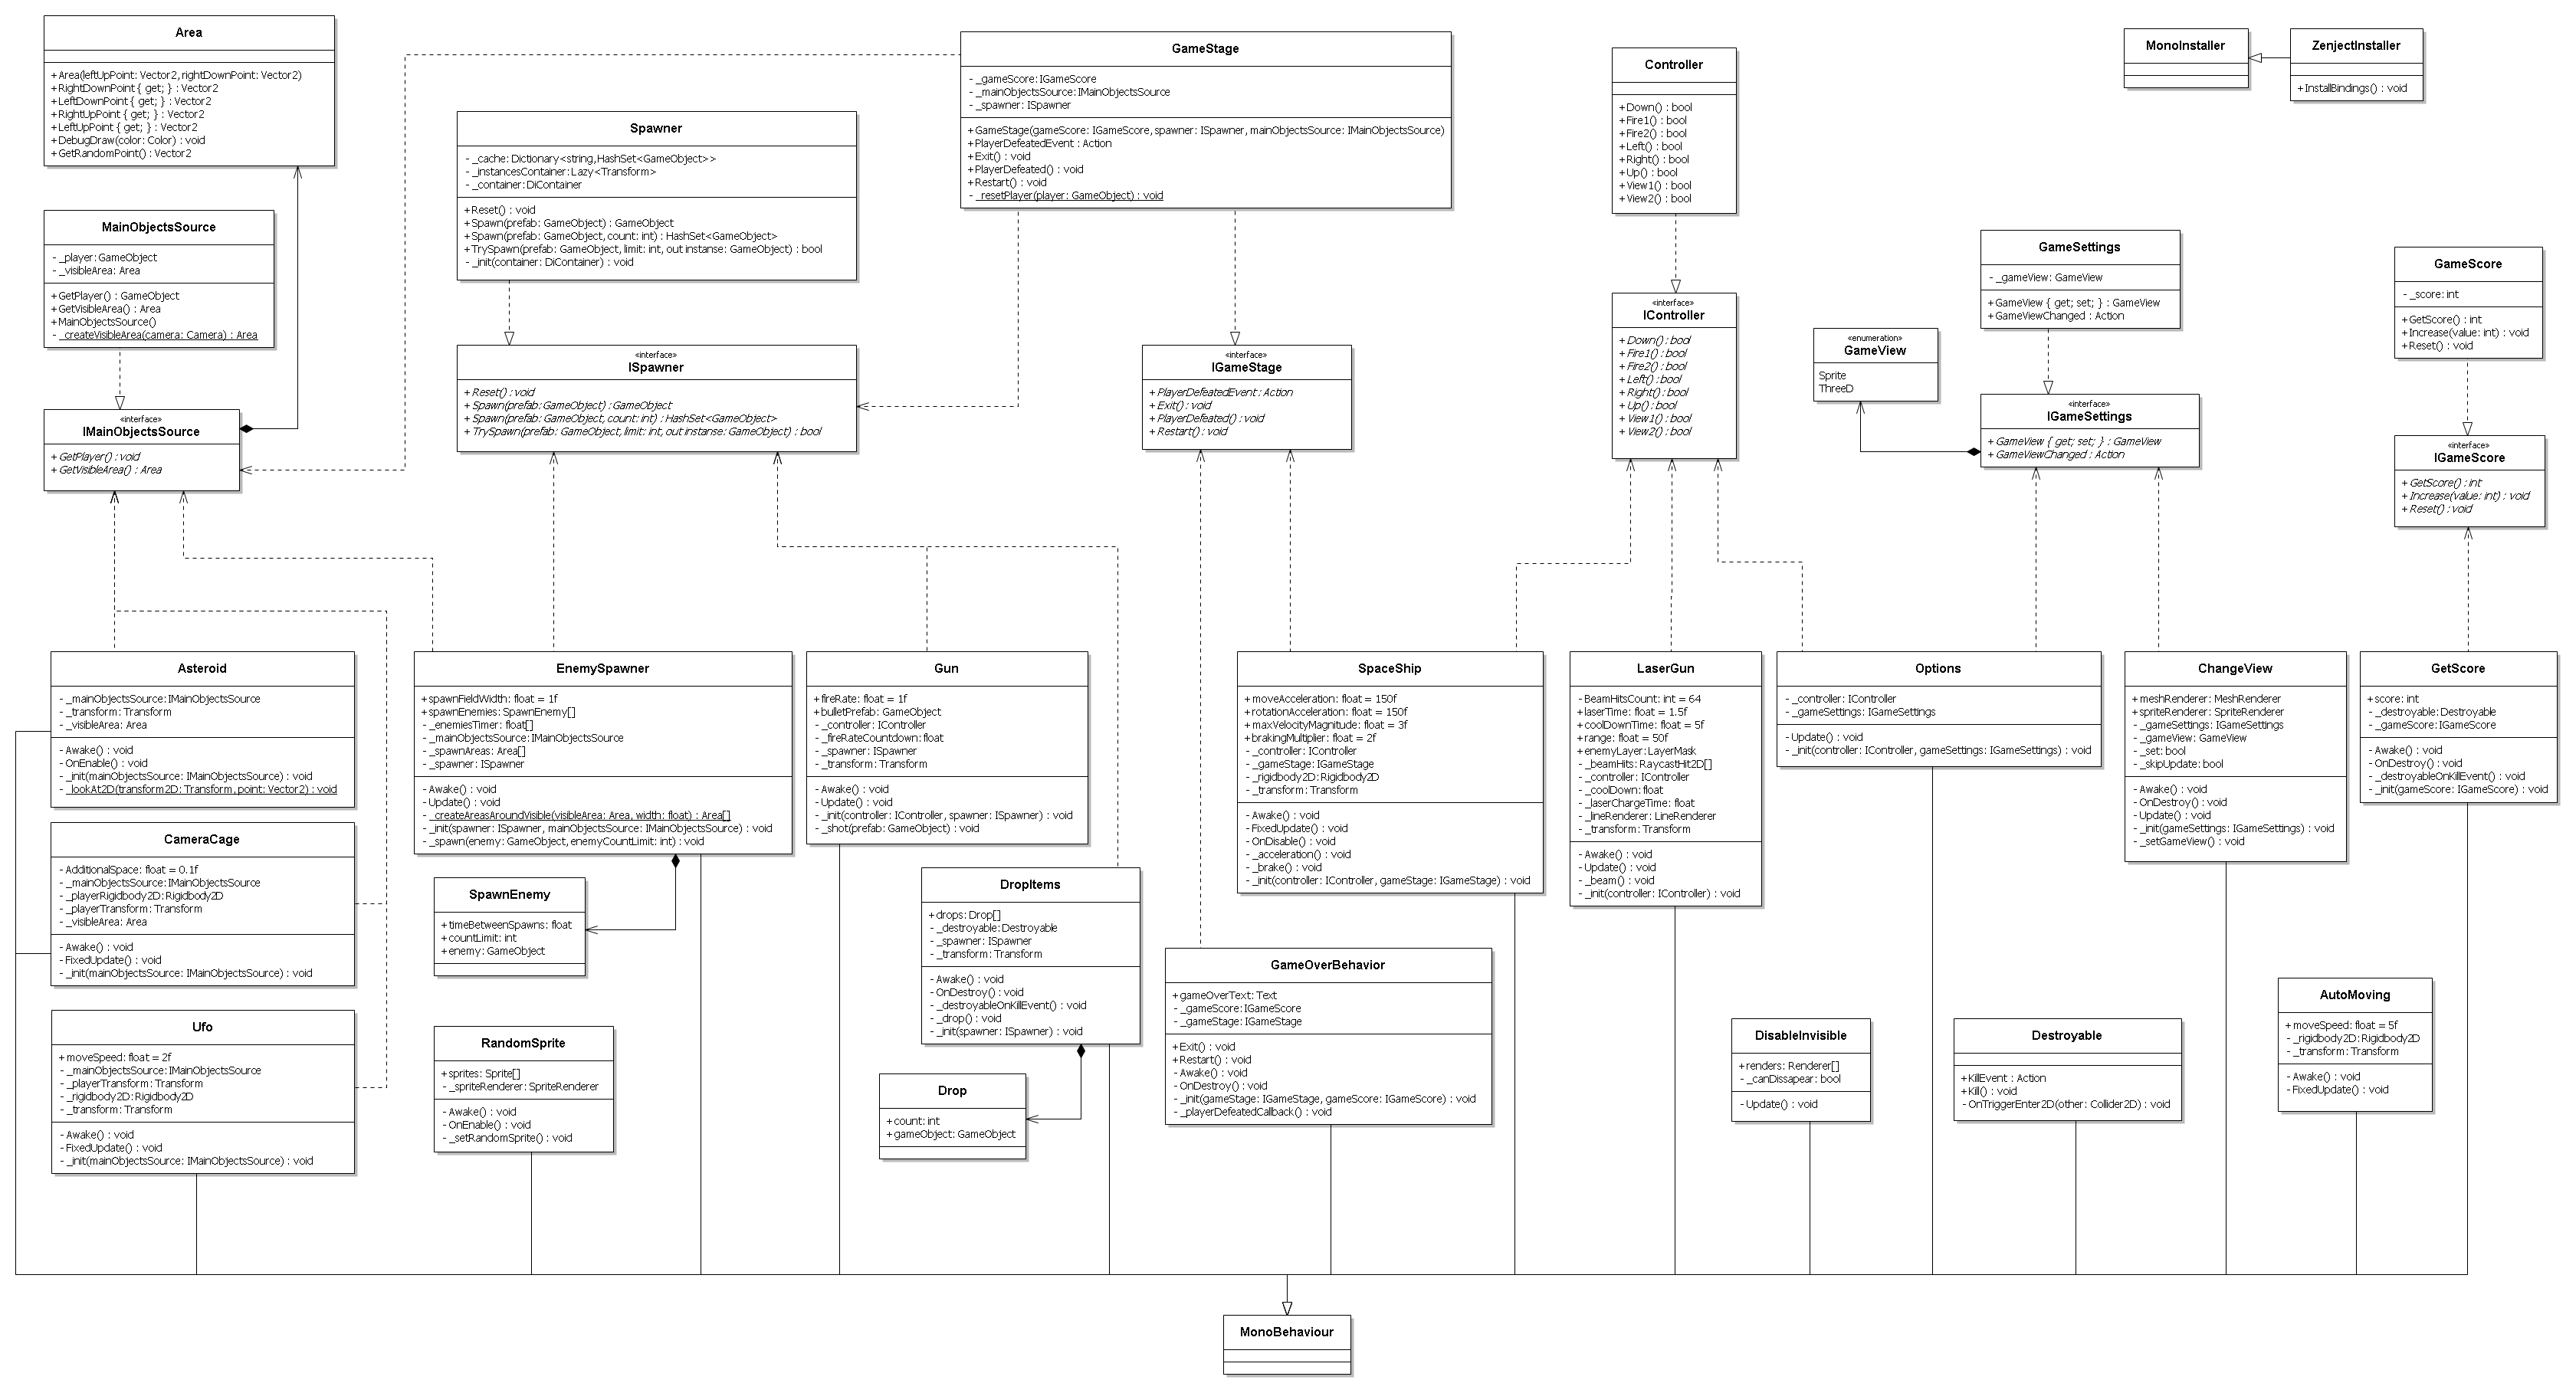 Area
+Area(leftUpPoint: Vector2, rightDownPoint: Vector2)
+RightDownPoint { get; } : Vector2
+LeftDownPoint { get; } : Vector2
+RightUpPoint { get; } : Vector2
+LeftUpPoint { get; } : Vector2
+DebugDraw(color: Color) : void
+GetRandomPoint() : Vector2
MainObjectsSource
-_player: GameObject
-_visibleArea: Area
+GetPlayer() : GameObject
+GetVisibleArea() : Area
+MainObjectsSource()
-_createVisibleArea(camera: Camera) : Area
«interface»
IMainObjectsSource
+GetPlayer() : void
+GetVisibleArea() : Area
Spawner
-_cache: Dictionary<string,HashSet<GameObject>>
-_instancesContainer: Lazy<Transform>
-_container: DiContainer
+Reset() : void
+Spawn(prefab: GameObject) : GameObject
+Spawn(prefab: GameObject, count: int) : HashSet<GameObject>
+TrySpawn(prefab: GameObject, limit: int, out instanse: GameObject) : bool
-_init(container: DiContainer) : void
«interface»
ISpawner
+Reset() : void
+Spawn(prefab: GameObject) : GameObject
+Spawn(prefab: GameObject, count: int) : HashSet<GameObject>
+TrySpawn(prefab: GameObject, limit: int, out instanse: GameObject) : bool
GameStage
-_gameScore: IGameScore
-_mainObjectsSource: IMainObjectsSource
-_spawner: ISpawner
+GameStage(gameScore: IGameScore, spawner: ISpawner, mainObjectsSource: IMainObjectsSource)
+PlayerDefeatedEvent : Action
+Exit() : void
+PlayerDefeated() : void
+Restart() : void
-_resetPlayer(player: GameObject) : void
«interface»
IGameStage
+PlayerDefeatedEvent : Action
+Exit() : void
+PlayerDefeated() : void
+Restart() : void
Controller
+Down() : bool
+Fire1() : bool
+Fire2() : bool
+Left() : bool
+Right() : bool
+Up() : bool
+View1() : bool
+View2() : bool
«interface»
IController
+Down() : bool
+Fire1() : bool
+Fire2() : bool
+Left() : bool
+Right() : bool
+Up() : bool
+View1() : bool
+View2() : bool
MonoInstaller
ZenjectInstaller
+InstallBindings() : void
GameSettings
-_gameView: GameView
+GameView { get; set; } : GameView
+GameViewChanged : Action
«enumeration»
GameView
Sprite
ThreeD
«interface»
IGameSettings
+GameView { get; set; } : GameView
+GameViewChanged : Action
GameScore
-_score: int
+GetScore() : int
+Increase(value: int) : void
+Reset() : void
«interface»
IGameScore
+GetScore() : int
+Increase(value: int) : void
+Reset() : void
Asteroid
-_mainObjectsSource: IMainObjectsSource
-_transform: Transform
-_visibleArea: Area
-Awake() : void
-OnEnable() : void
-_init(mainObjectsSource: IMainObjectsSource) : void
-_lookAt2D(transform2D: Transform, point: Vector2) : void
CameraCage
-AdditionalSpace: float = 0.1f
-_mainObjectsSource: IMainObjectsSource
-_playerRigidbody2D: Rigidbody2D
-_playerTransform: Transform
-_visibleArea: Area
-Awake() : void
-FixedUpdate() : void
-_init(mainObjectsSource: IMainObjectsSource) : void
Ufo
+moveSpeed: float = 2f
-_mainObjectsSource: IMainObjectsSource
-_playerTransform: Transform
-_rigidbody2D: Rigidbody2D
-_transform: Transform
-Awake() : void
-FixedUpdate() : void
-_init(mainObjectsSource: IMainObjectsSource) : void
EnemySpawner
+spawnFieldWidth: float = 1f
+spawnEnemies: SpawnEnemy[]
-_enemiesTimer: float[]
-_mainObjectsSource: IMainObjectsSource
-_spawnAreas: Area[]
-_spawner: ISpawner
-Awake() : void
-Update() : void
-_createAreasAroundVisible(visibleArea: Area, width: float) : Area[]
-_init(spawner: ISpawner, mainObjectsSource: IMainObjectsSource) : void
-_spawn(enemy: GameObject, enemyCountLimit: int) : void
SpawnEnemy
+timeBetweenSpawns: float
+countLimit: int
+enemy: GameObject
RandomSprite
+sprites: Sprite[]
-_spriteRenderer: SpriteRenderer
-Awake() : void
-OnEnable() : void
-_setRandomSprite() : void
Gun
+fireRate: float = 1f
+bulletPrefab: GameObject
-_controller: IController
-_fireRateCountdown: float
-_spawner: ISpawner
-_transform: Transform
-Awake() : void
-Update() : void
-_init(controller: IController, spawner: ISpawner) : void
-_shot(prefab: GameObject) : void
DropItems
+drops: Drop[]
-_destroyable: Destroyable
-_spawner: ISpawner
-_transform: Transform
-Awake() : void
-OnDestroy() : void
-_destroyableOnKillEvent() : void
-_drop() : void
-_init(spawner: ISpawner) : void
Drop
+count: int
+gameObject: GameObject
SpaceShip
+moveAcceleration: float = 150f
+rotationAcceleration: float = 150f
+maxVelocityMagnitude: float = 3f
+brakingMultiplier: float = 2f
-_controller: IController
-_gameStage: IGameStage
-_rigidbody2D: Rigidbody2D
-_transform: Transform
-Awake() : void
-FixedUpdate() : void
-OnDisable() : void
-_acceleration() : void
-_brake() : void
-_init(controller: IController, gameStage: IGameStage) : void
GameOverBehavior
+gameOverText: Text
-_gameScore: IGameScore
-_gameStage: IGameStage
+Exit() : void
+Restart() : void
-Awake() : void
-OnDestroy() : void
-_init(gameStage: IGameStage, gameScore: IGameScore) : void
-_playerDefeatedCallback() : void
LaserGun
-BeamHitsCount: int = 64
+laserTime: float = 1.5f
+coolDownTime: float = 5f
+range: float = 50f
+enemyLayer: LayerMask
-_beamHits: RaycastHit2D[]
-_controller: IController
-_coolDown: float
-_laserChargeTime: float
-_lineRenderer: LineRenderer
-_transform: Transform
-Awake() : void
-Update() : void
-_beam() : void
-_init(controller: IController) : void
Options
-_controller: IController
-_gameSettings: IGameSettings
-Update() : void
-_init(controller: IController, gameSettings: IGameSettings) : void
ChangeView
+meshRenderer: MeshRenderer
+spriteRenderer: SpriteRenderer
-_gameSettings: IGameSettings
-_gameView: GameView
-_set: bool
-_skipUpdate: bool
-Awake() : void
-OnDestroy() : void
-Update() : void
-_init(gameSettings: IGameSettings) : void
-_setGameView() : void
GetScore
+score: int
-_destroyable: Destroyable
-_gameScore: IGameScore
-Awake() : void
-OnDestroy() : void
-_destroyableOnKillEvent() : void
-_init(gameScore: IGameScore) : void
DisableInvisible
+renders: Renderer[]
-_canDissapear: bool
-Update() : void
Destroyable
+KillEvent : Action
+Kill() : void
-OnTriggerEnter2D(other: Collider2D) : void
AutoMoving
+moveSpeed: float = 5f
-_rigidbody2D: Rigidbody2D
-_transform: Transform
-Awake() : void
-FixedUpdate() : void
MonoBehaviour